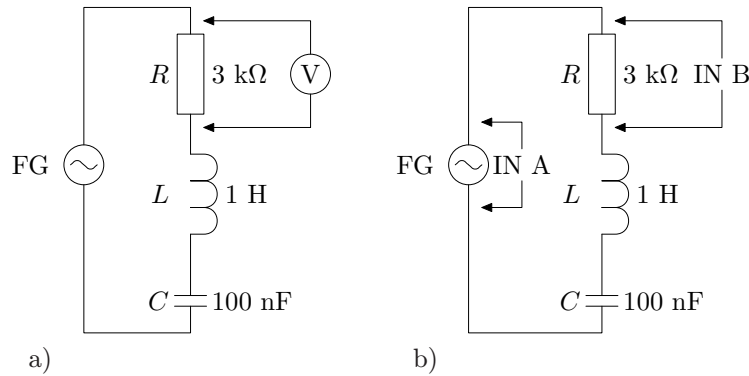 R 3 kΩ V
FG
L 1 H
C 100 nF
a)
R 3 kΩ IN B
FG IN A
L 1 H
C 100 nF
b)